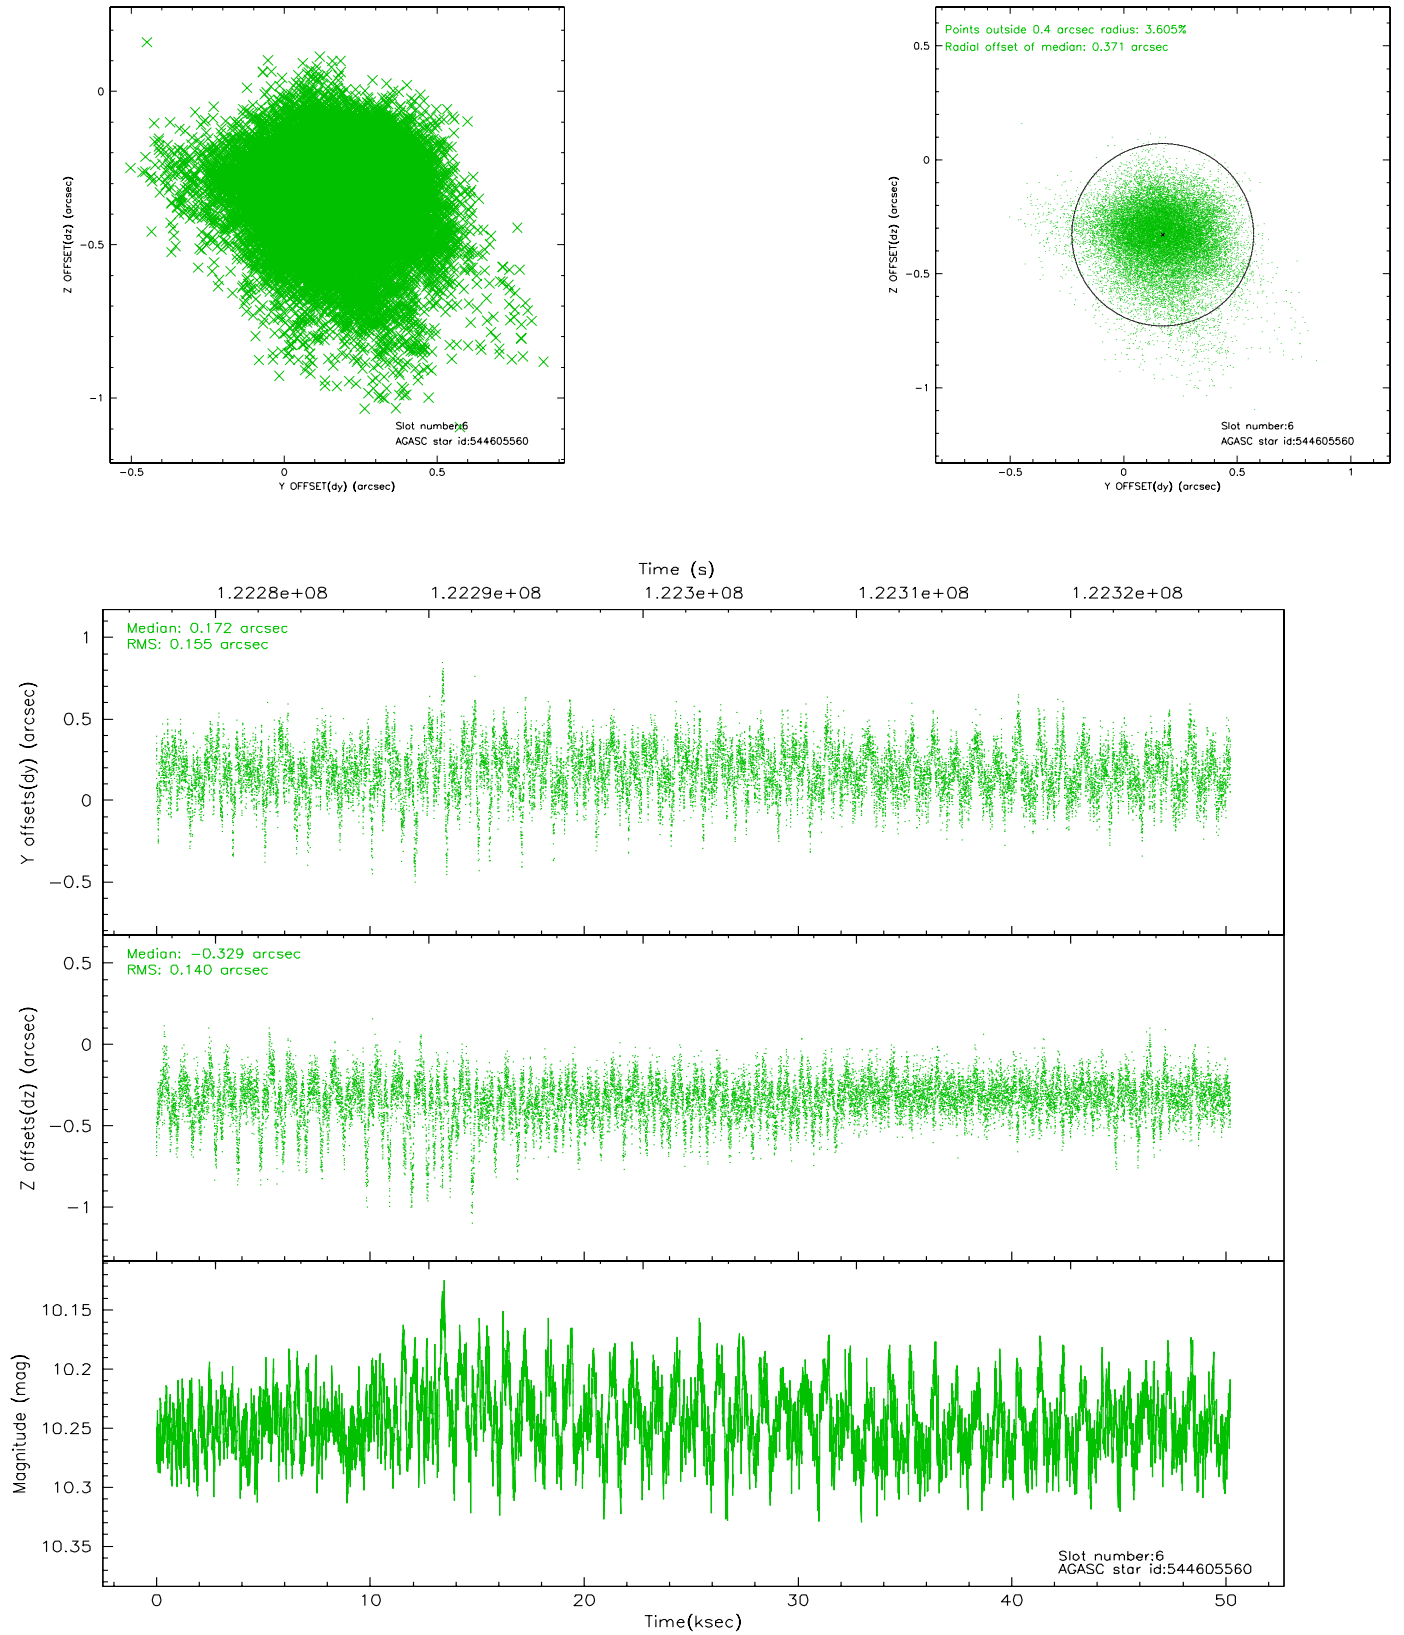 0
−0.5
−1
Z OFFSET(dz) (arcsec)
Slot number:6
AGASC star id:544605560
−0.5 0 0.5
Y OFFSET(dy) (arcsec)
Points outside 0.4 arcsec radius: 3.605%
Radial offset of median: 0.371 arcsec
0.5
0
−0.5
−1
Z OFFSET(dz) (arcsec)
Slot number:6
AGASC star id:544605560
−0.5 0 0.5 1
Y OFFSET(dy) (arcsec)
Time (s)
1.2228e+08 1.2229e+08 1.223e+08 1.2231e+08 1.2232e+08
Median: 0.172 arcsec
RMS: 0.155 arcsec
1
0.5
0
−0.5
Y offsets(dy) (arcsec)
Median: −0.329 arcsec
RMS: 0.140 arcsec
0.5
0
−0.5
−1
Z offsets(dz) (arcsec)
10.15
10.2
10.25
10.3
10.35
Magnitude (mag)
Slot number:6
AGASC star id:544605560
0 10 20 30 40 50
Time(ksec)